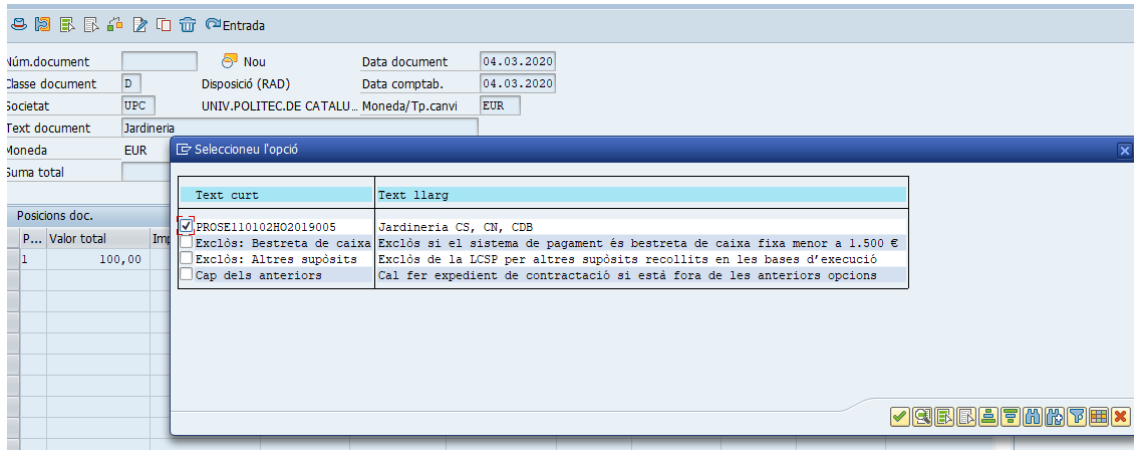 Entrada
Núm.document Nou Data document 04.03.2020
Classe document D Disposició (RAD) Data comptab. 04.03.2020
Societat UPC UNIV.POLITEC.DE CATALU… Moneda/Tp.canvi EUR
Text document Jardineria
Moneda EUR
Suma total
Seleccioneu l'opció
Text curt Text llarg
PROSE110102HO2019005 Jardineria CS, CN, CDB
Exclòs: Bestreta de caixa Exclòs si el sistema de pagament és bestreta de caixa fixa menor a 1.500 €
Exclòs: Altres supòsits Exclòs de la LCSP per altres supòsits recollits en les bases d'execució
Cap dels anteriors Cal fer expedient de contractació si està fora de les anteriors opcions
Posicions doc.
P... Valor total Imp
1 100,00